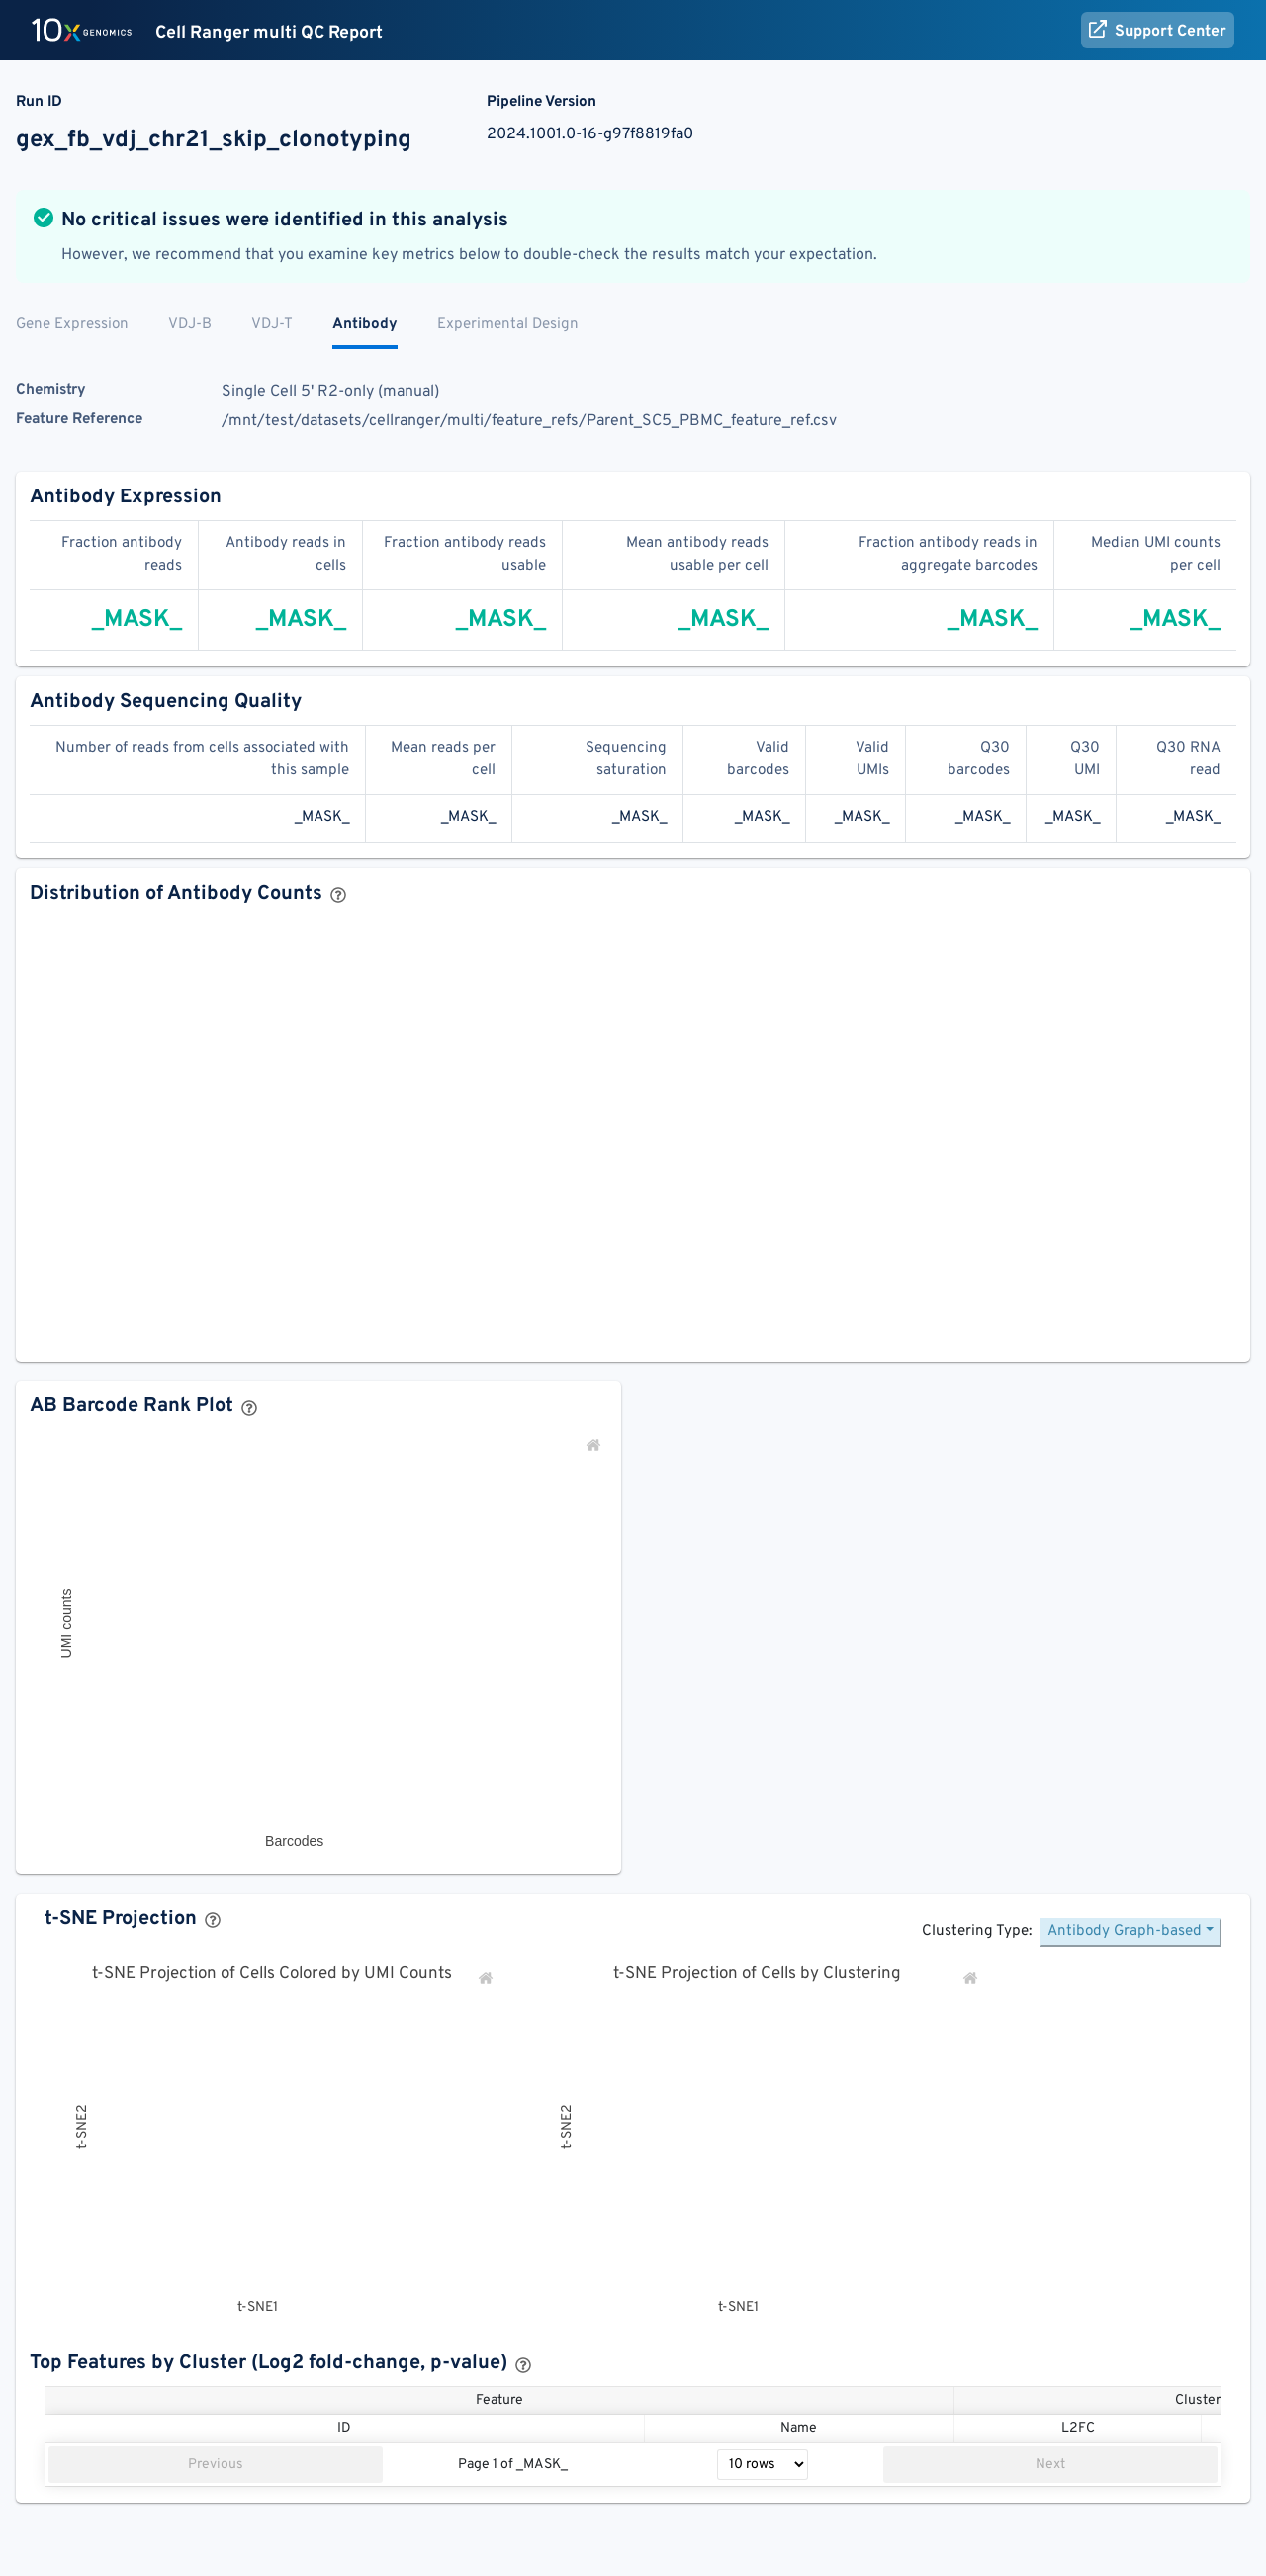 10x GENOMICS Cell Ranger multi QC Report Support Center
Run ID Pipeline Version
gex_fb_vdj_chr21_skip_clonotyping 2024.1001.0-16-g97f8819fa0
No critical issues were identified in this analysis
However, we recommend that you examine key metrics below to double-check the results match your expectation.
Gene Expression VDJ-B VDJ-T Antibody Experimental Design
Chemistry Single Cell 5' R2-only (manual)
Feature Reference /mnt/test/datasets/cellranger/multi/feature_refs/Parent_SC5_PBMC_feature_ref.csv
Antibody Expression
Fraction antibody Antibody reads in Fraction antibody reads Mean antibody reads Fraction antibody reads in Median UMI counts
reads cells usable usable per cell aggregate barcodes per cell
_MASK_ _MASK_ _MASK_ _MASK_ _MASK_ _MASK_
Antibody Sequencing Quality
Number of reads from cells associated with Mean reads per Sequencing Valid Valid Q30 Q30 Q30 RNA
this sample cell saturation barcodes UMIs barcodes UMI read
_MASK_ _MASK_ _MASK_ _MASK_ _MASK_ _MASK_ _MASK_ _MASK_
Distribution of Antibody Counts ?
AB Barcode Rank Plot ?
UMI counts
Barcodes
t-SNE Projection ?
Clustering Type: Antibody Graph-based
t-SNE Projection of Cells Colored by UMI Counts t-SNE Projection of Cells by Clustering
t-SNE2 t-SNE2
t-SNE1 t-SNE1
Top Features by Cluster (Log2 fold-change, p-value) ?
Feature Cluster
ID Name L2FC
Previous Page 1 of _MASK_ 10 rows Next